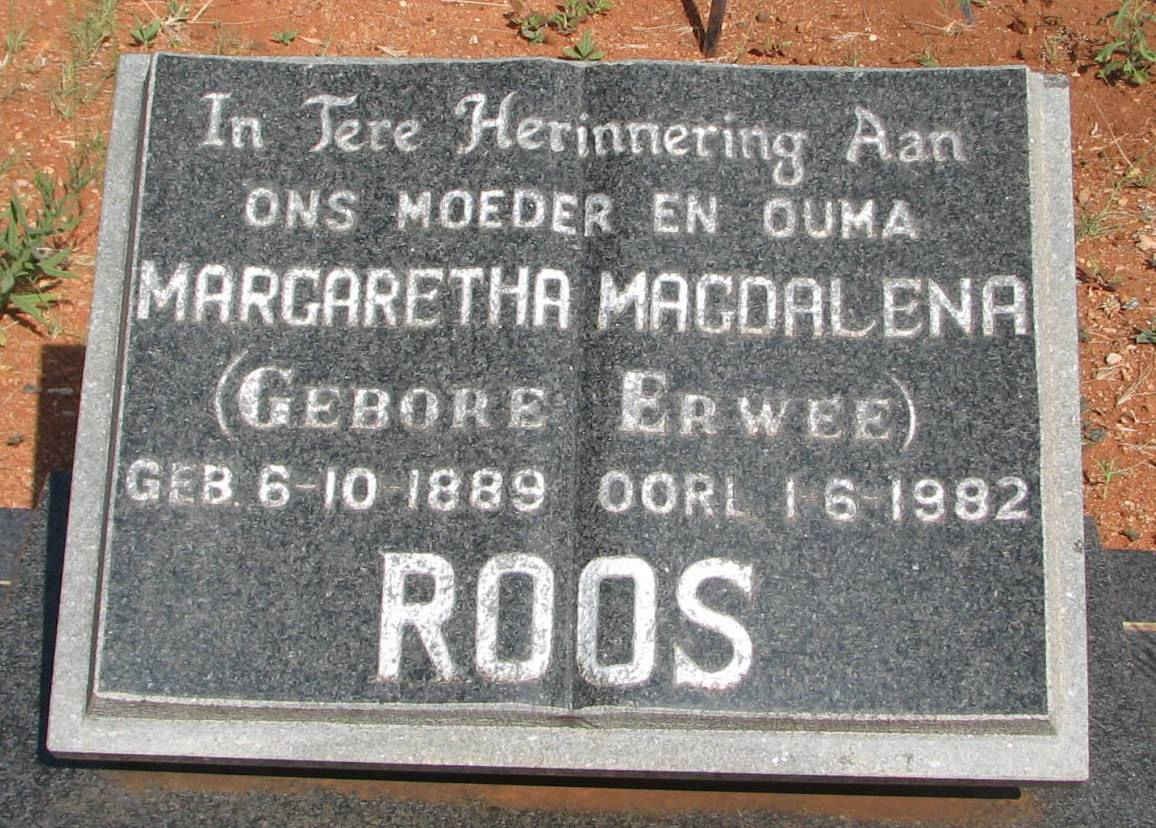 In Tere Herinnering Aan
ONS MOEDER EN OUMA
MARGARETHA MAGDALENA
(GEBORE ERWEE)
GEB. 6-10-1889 OORL 1-6-1982
ROOS